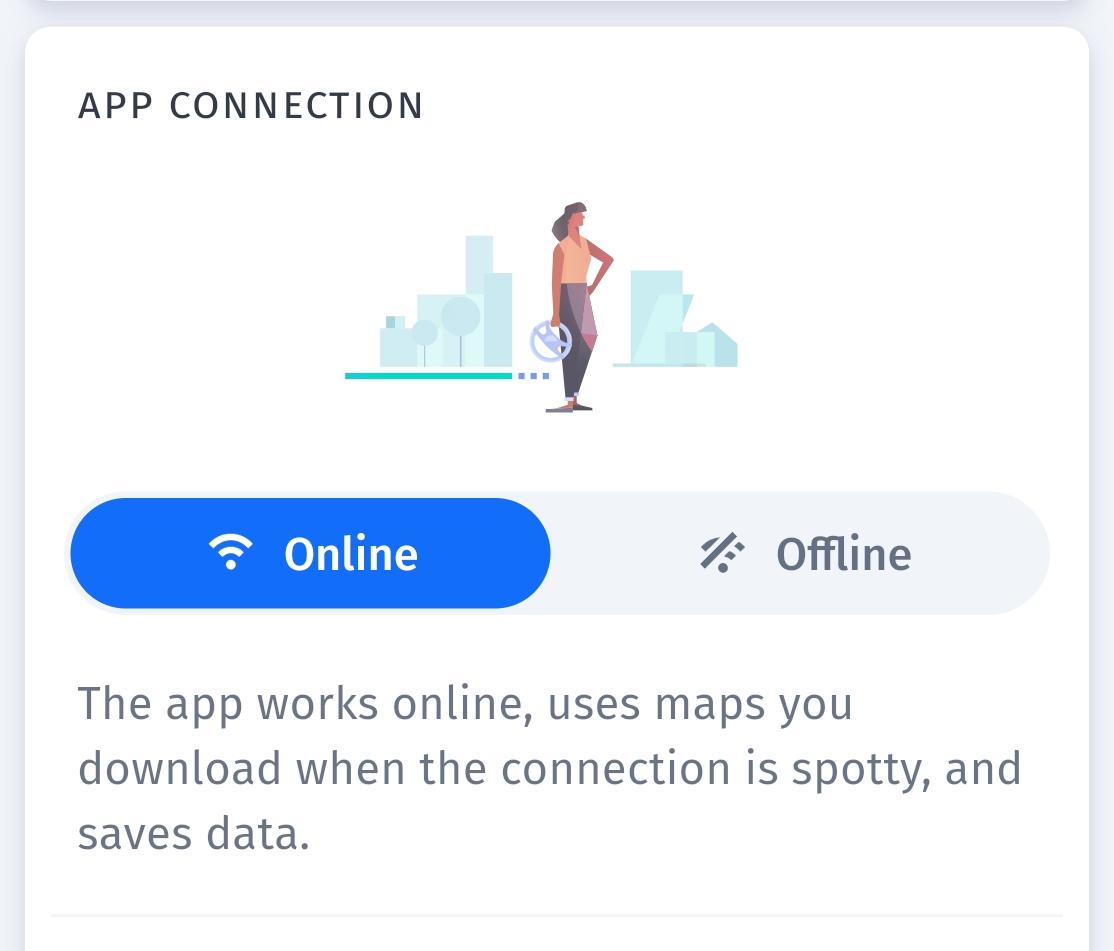 APP CONNECTION
Online
Offline
The app works online, uses maps you
download when the connection is spotty, and
saves data.